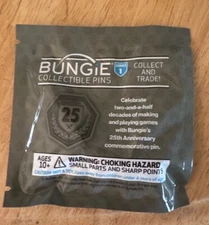 BUNGiE
COLLECTIBLE PINS
1
COLLECT
AND TRADE!
25
Celebrate
two-and-a-half
decades of making
and playing games
with Bungie's
25th anniversary
commemorative pin.
AGES
10+
WARNING: CHOKING HAZARD
SMALL PARTS AND SHARP POINTS